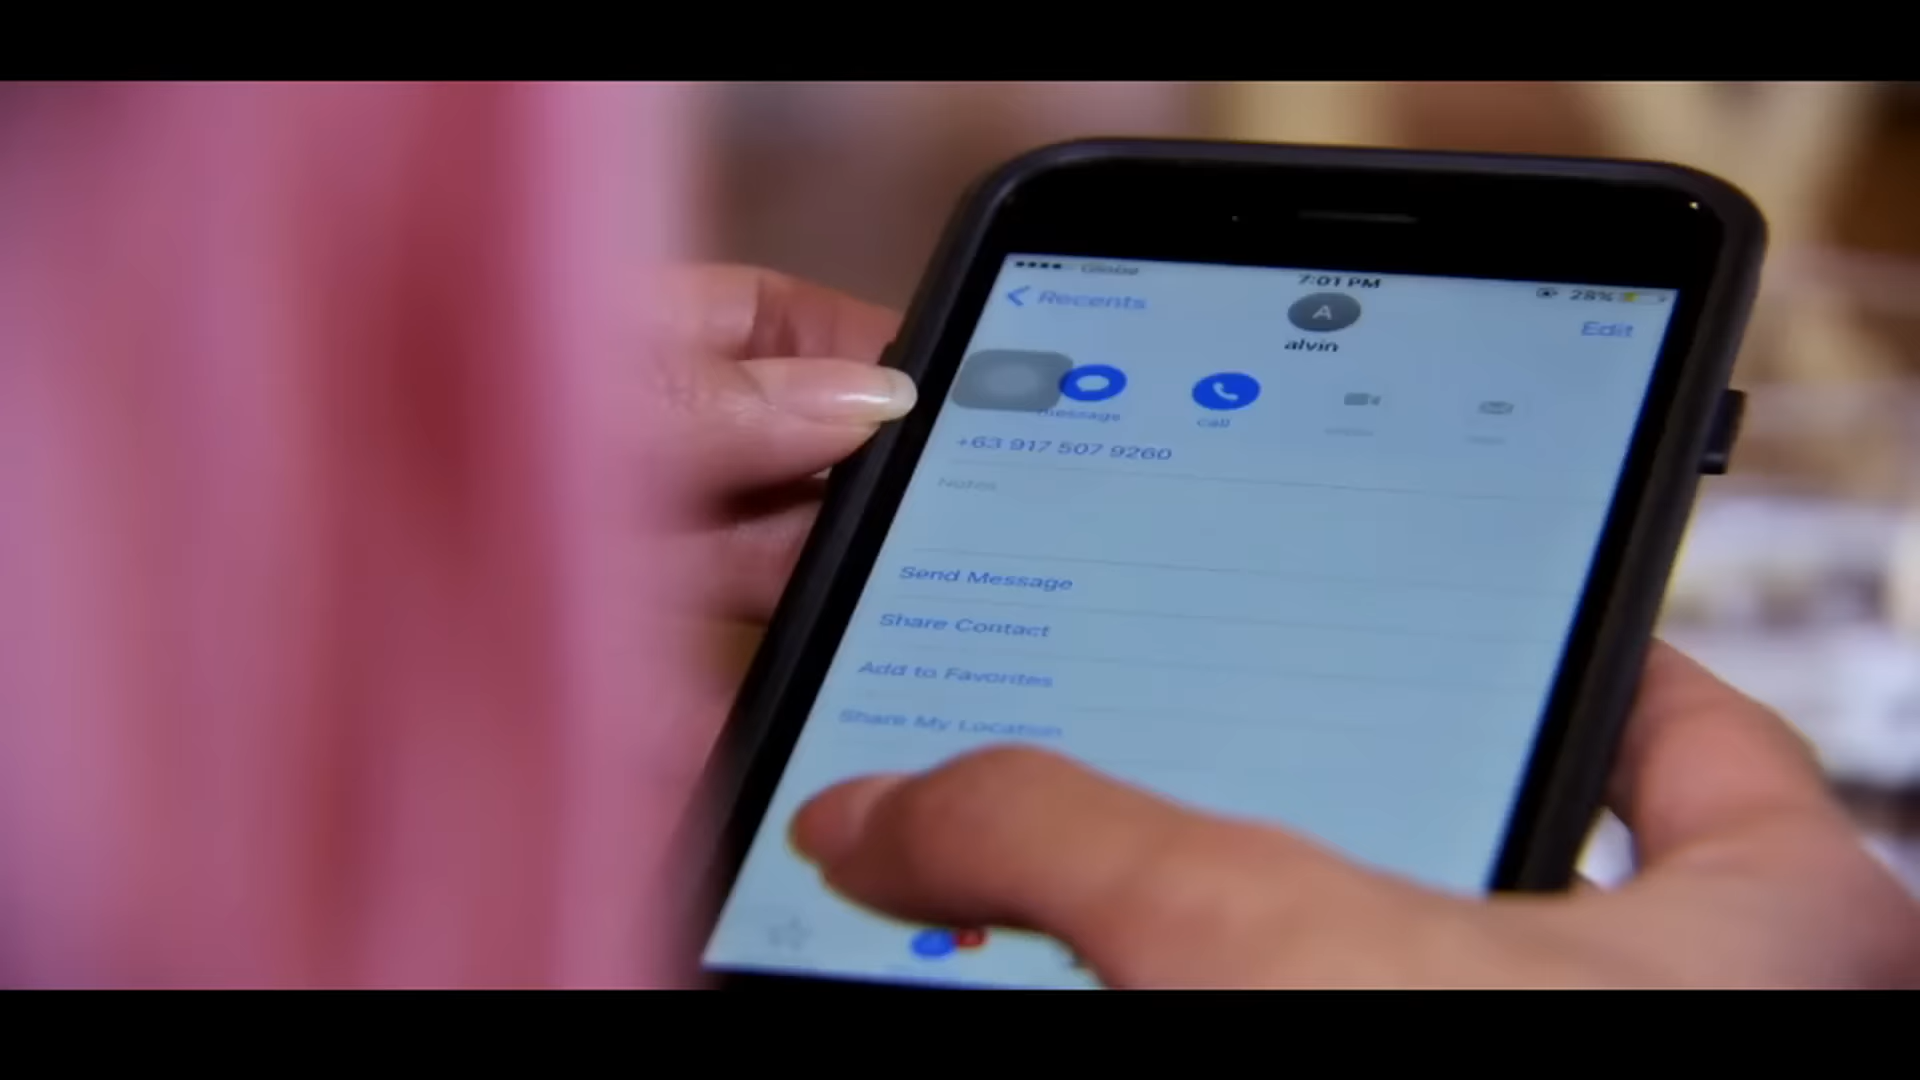 7:01 PM
28%
Recents
A
Edit
alvin
message
call
+63 917 507 9260
Notes
Send Message
Share Contact
Add to Favorites
Share My Location